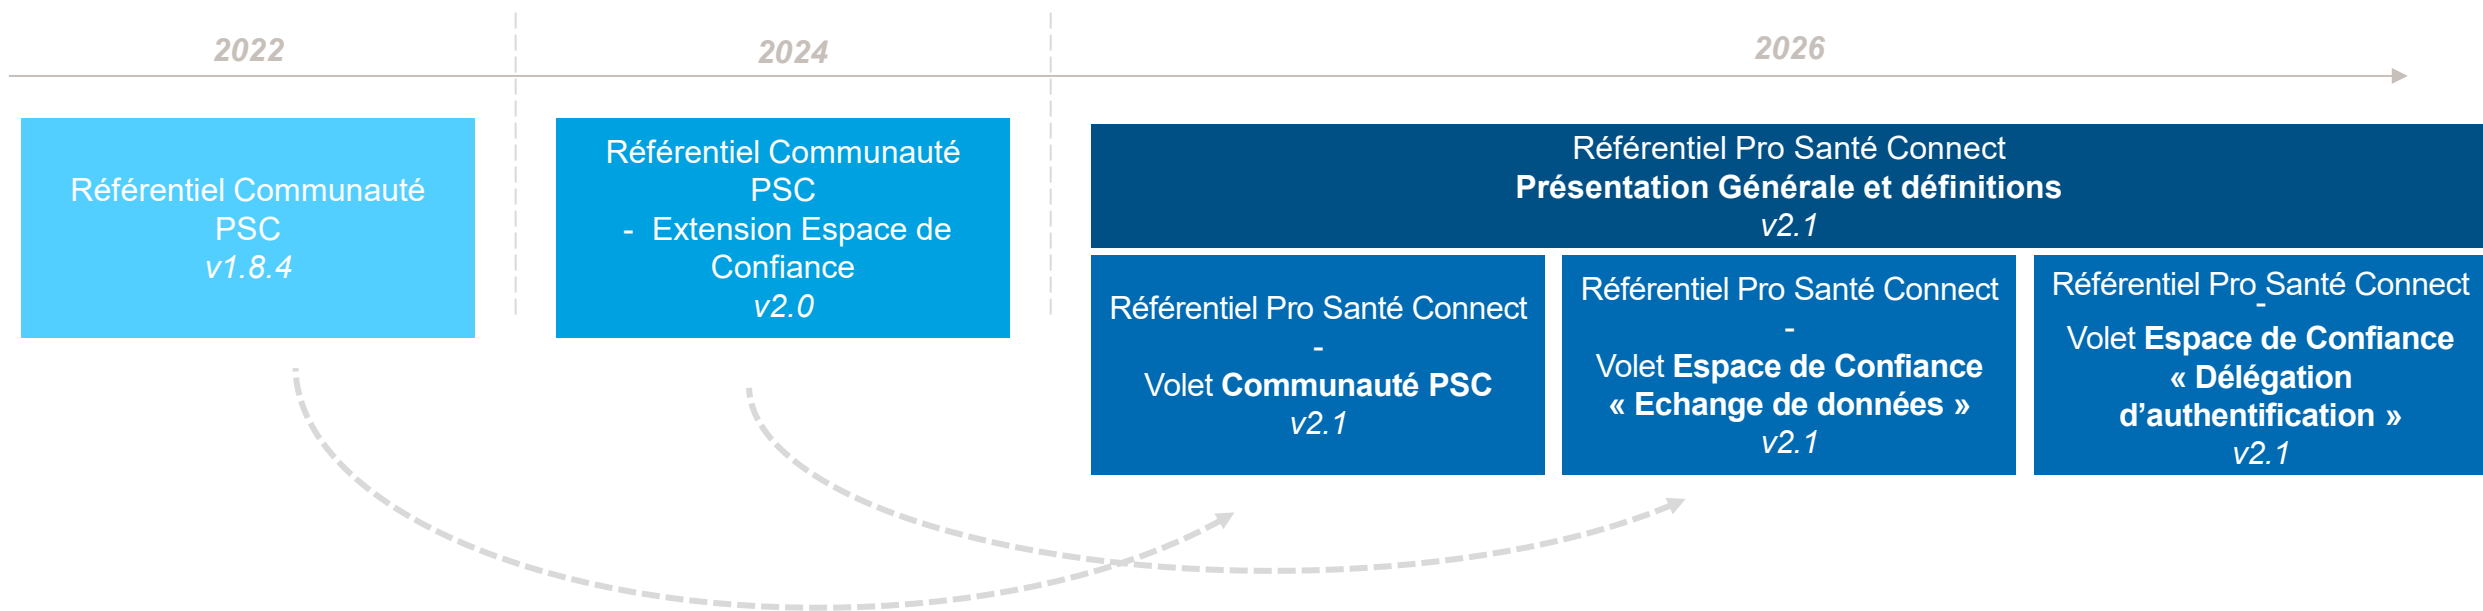 2022
2024
2026
Référentiel Communauté
PSC
v1.8.4
Référentiel Communauté
PSC
- Extension Espace de
Confiance
v2.0
Référentiel Pro Santé Connect
Présentation Générale et définitions
v2.1
Référentiel Pro Santé Connect
-
Volet Communauté PSC
v2.1
Référentiel Pro Santé Connect
-
Volet Espace de Confiance
« Echange de données »
v2.1
Référentiel Pro Santé Connect
-
Volet Espace de Confiance
« Délégation
d’authentification »
v2.1